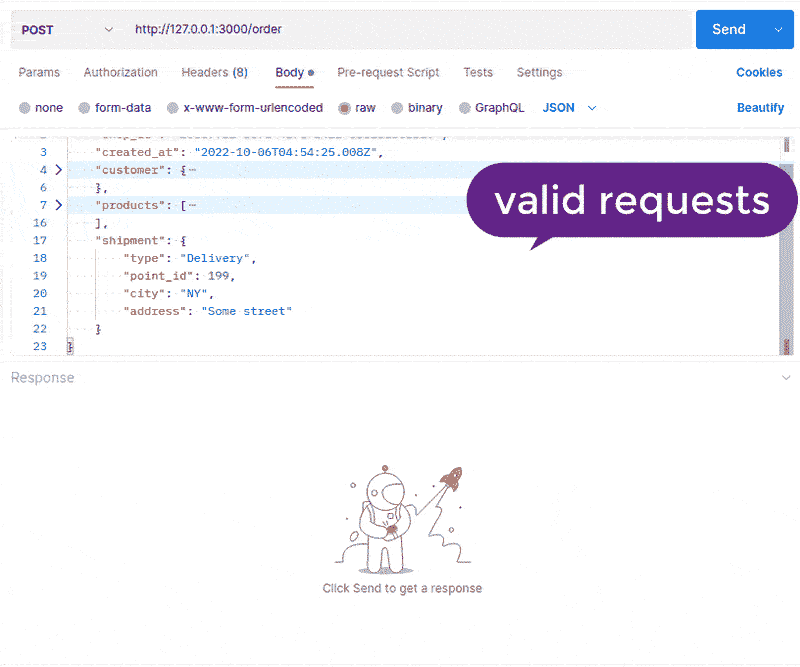 POST http://127.0.0.1:3000/order Send
Params Authorization Headers (8) Body Pre-request Script Tests Settings Cookies
none form-data x-www-form-urlencoded raw binary GraphQL JSON Beautify
3 "created_at": "2022-10-06T04:54:25.008Z",
4 "customer": {
6 },
7 "products": [
16 ],
17 "shipment": {
18 "type": "Delivery",
19 "point_id": 199,
20 "city": "NY",
21 "address": "Some street"
22 }
23 }
valid requests
Response
Click Send to get a response